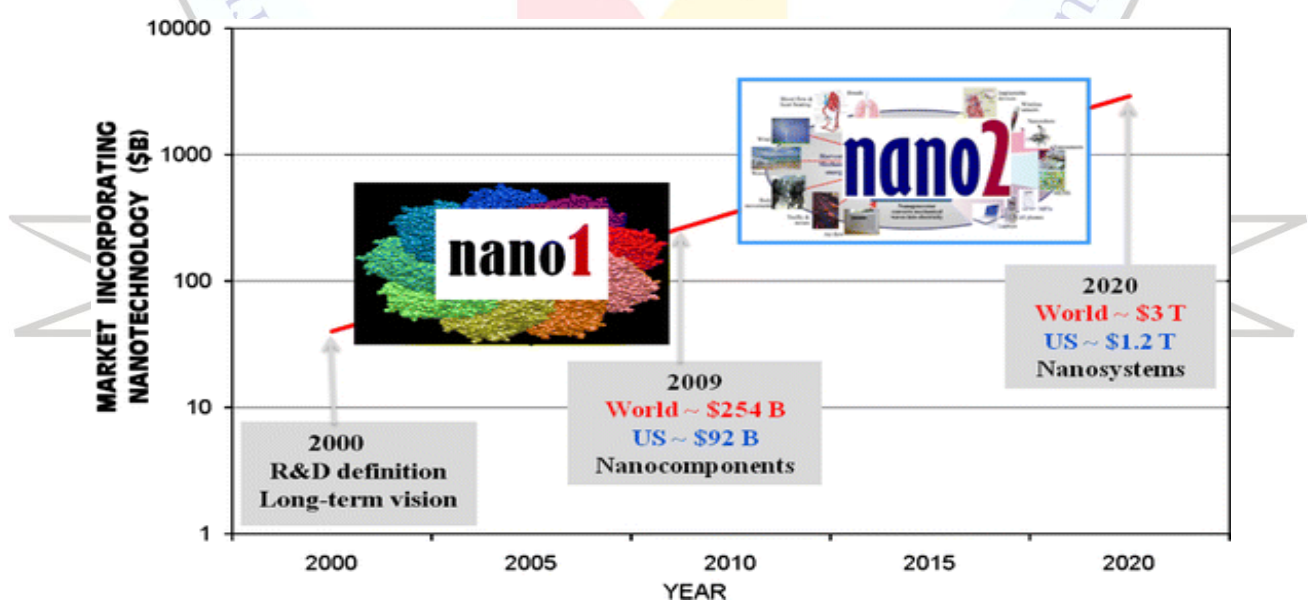 10000
1000
100
10
1
MARKET INCORPORATING
NANOTECHNOLOGY ($B)
nano1
nano2
2000
R&D definition
Long-term vision
2009
World ~ $254 B
US ~ $92 B
Nanocomponents
2020
World ~ $3 T
US ~ $1.2 T
Nanosystems
2000
2005
2010
2015
2020
YEAR